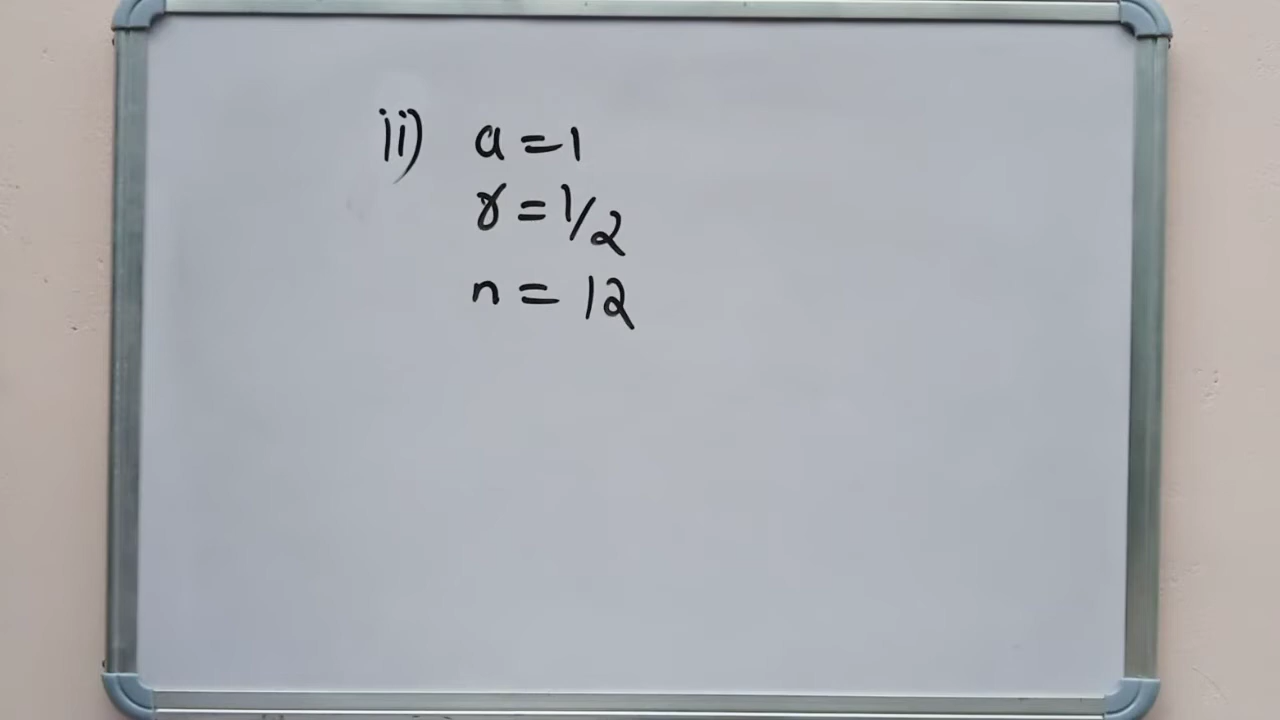 ii) a = 1
r = 1/2
n = 12